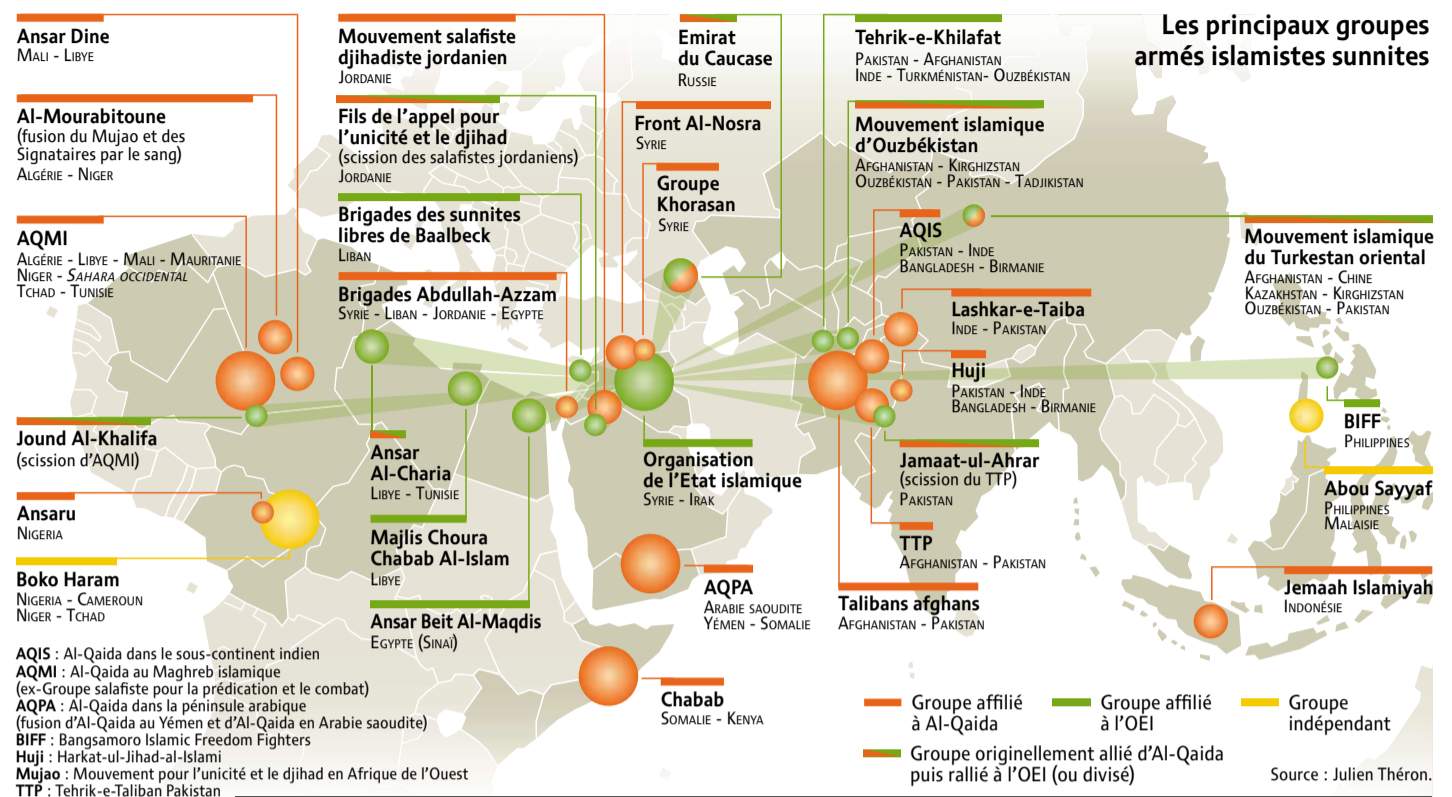 Les principaux groupes
armés islamistes sunnites
Ansar Dine
MALI - LIBYE
Al-Mourabitoune
(fusion du Mujao et des
Signataires par le sang)
ALGÉRIE - NIGER
AQMI
ALGÉRIE - LIBYE - MALI - MAURITANIE
NIGER - SAHARA OCCIDENTAL
TCHAD - TUNISIE
Jound Al-Khalifa
(scission d'AQMI)
Ansaru
NIGERIA
Boko Haram
NIGERIA - CAMEROUN
NIGER - TCHAD
Mouvement salafiste
djihadiste jordanien
JORDANIE
Fils de l'appel pour
l'unicité et le djihad
(scission des salafistes jordaniens)
JORDANIE
Brigades des sunnites
libres de Baalbeck
LIBAN
Brigades Abdullah-Azzam
SYRIE - LIBAN - JORDANIE - EGYPTE
Ansar
Al-Charia
LIBYE - TUNISIE
Majlis Choura
Chabab Al-Islam
LIBYE
Ansar Beit Al-Maqdis
EGYPTE (SINAÏ)
Emirat
du Caucase
RUSSIE
Front Al-Nosra
SYRIE
Groupe
Khorasan
SYRIE
Organisation
de l'Etat islamique
SYRIE - IRAK
AQPA
ARABIE SAOUDITE
YÉMEN - SOMALIE
Chabab
SOMALIE - KENYA
Tehrik-e-Khilafat
PAKISTAN - AFGHANISTAN
INDE - TURKMÉNISTAN- OUZBÉKISTAN
Mouvement islamique
d'Ouzbékistan
AFGHANISTAN - KIRGHIZSTAN
OUZBÉKISTAN - PAKISTAN - TADJIKISTAN
AQIS
PAKISTAN - INDE
BANGLADESH - BIRMANIE
Lashkar-e-Taiba
INDE - PAKISTAN
Huji
PAKISTAN - INDE
BANGLADESH - BIRMANIE
Jamaat-ul-Ahrar
(scission du TTP)
PAKISTAN
TTP
AFGHANISTAN - PAKISTAN
Talibans afghans
AFGHANISTAN - PAKISTAN
Mouvement islamique
du Turkestan oriental
AFGHANISTAN - CHINE
KAZAKHSTAN - KIRGHIZSTAN
OUZBÉKISTAN - PAKISTAN
BIFF
PHILIPPINES
Abou Sayyaf
PHILIPPINES
MALAISIE
Jemaah Islamiyah
INDONÉSIE
AQIS : Al-Qaida dans le sous-continent indien
AQMI : Al-Qaida au Maghreb islamique
(ex-Groupe salafiste pour la prédication et le combat)
AQPA : Al-Qaida dans la péninsule arabique
(fusion d'Al-Qaida au Yémen et d'Al-Qaida en Arabie saoudite)
BIFF : Bangsamoro Islamic Freedom Fighters
Huji : Harkat-ul-Jihad-al-Islami
Mujao : Mouvement pour l'unicité et le djihad en Afrique de l'Ouest
TTP : Tehrik-e-Taliban Pakistan
Groupe affilié
à Al-Qaida
Groupe affilié
à l'OEI
Groupe
indépendant
Groupe originellement allié d'Al-Qaida
puis rallié à l'OEI (ou divisé)
Source : Julien Théron.